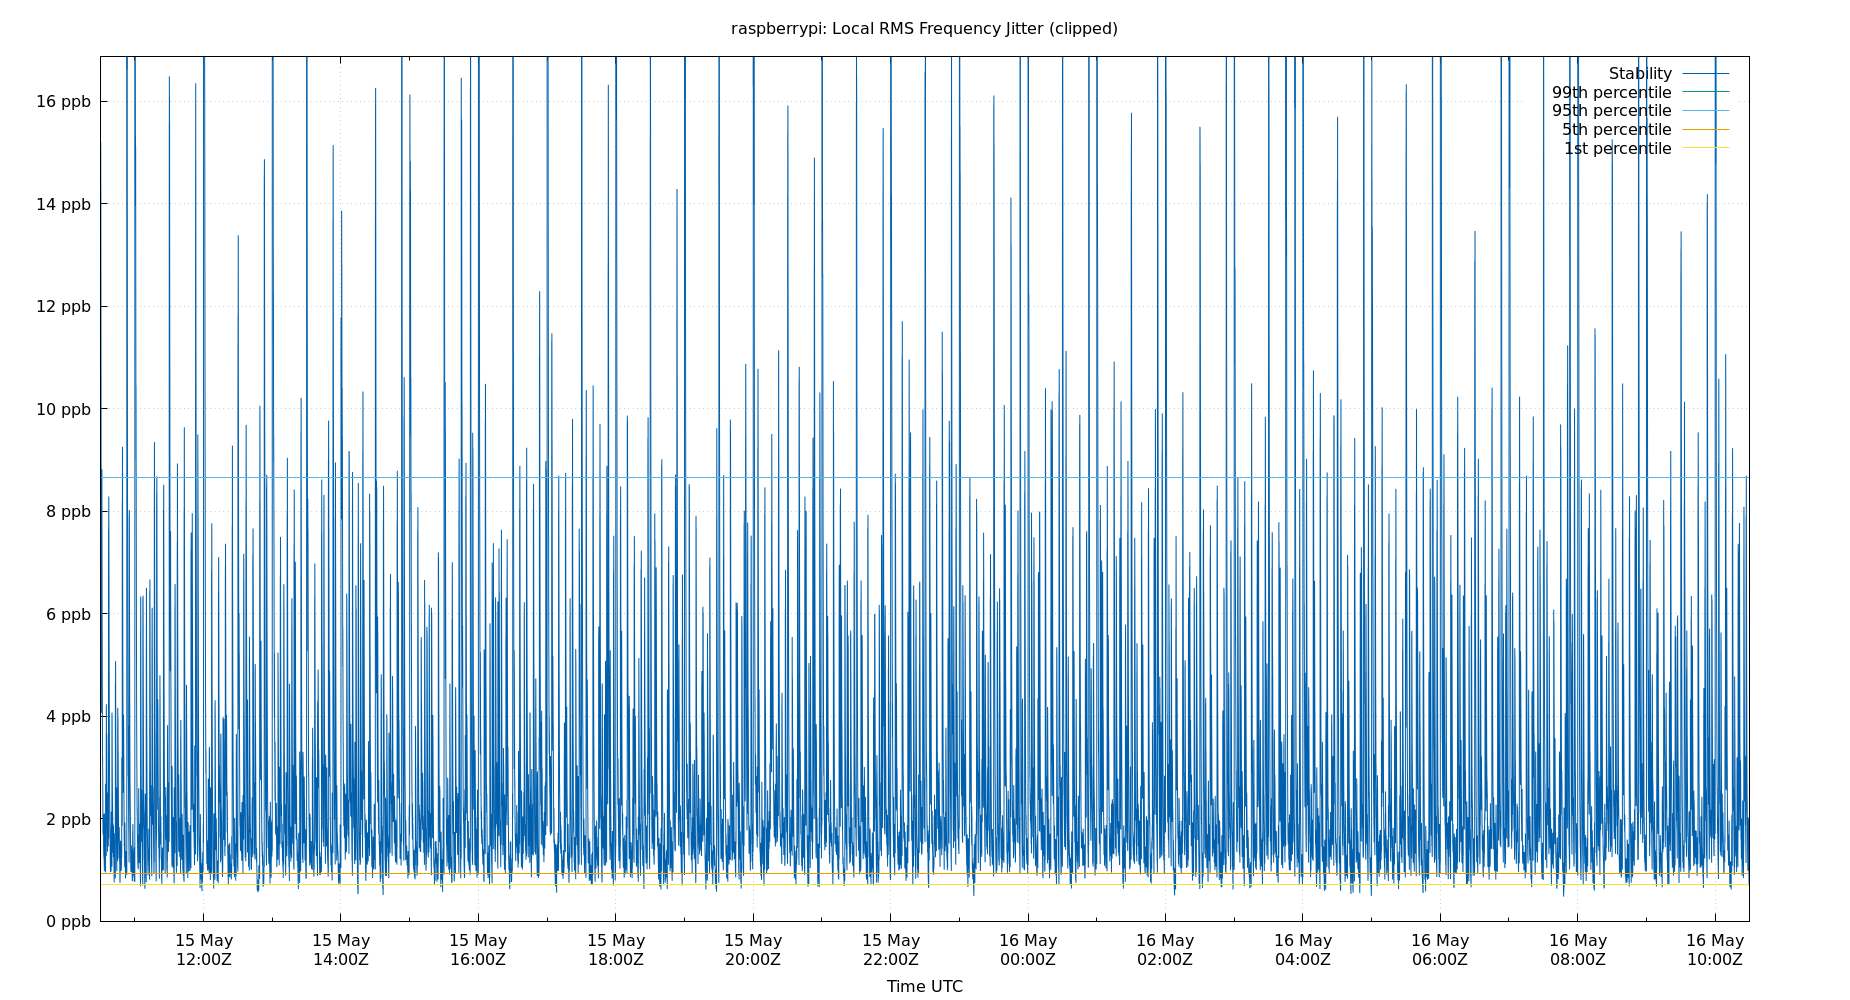 raspberrypi: Local RMS Frequency Jitter (clipped)
Stability
99th percentile
95th percentile
5th percentile
1st percentile
16 ppb
14 ppb
12 ppb
10 ppb
8 ppb
6 ppb
4 ppb
2 ppb
0 ppb
15 May 15 May 15 May 15 May 15 May 15 May 16 May 16 May 16 May 16 May 16 May 16 May
12:00Z 14:00Z 16:00Z 18:00Z 20:00Z 22:00Z 00:00Z 02:00Z 04:00Z 06:00Z 08:00Z 10:00Z
Time UTC